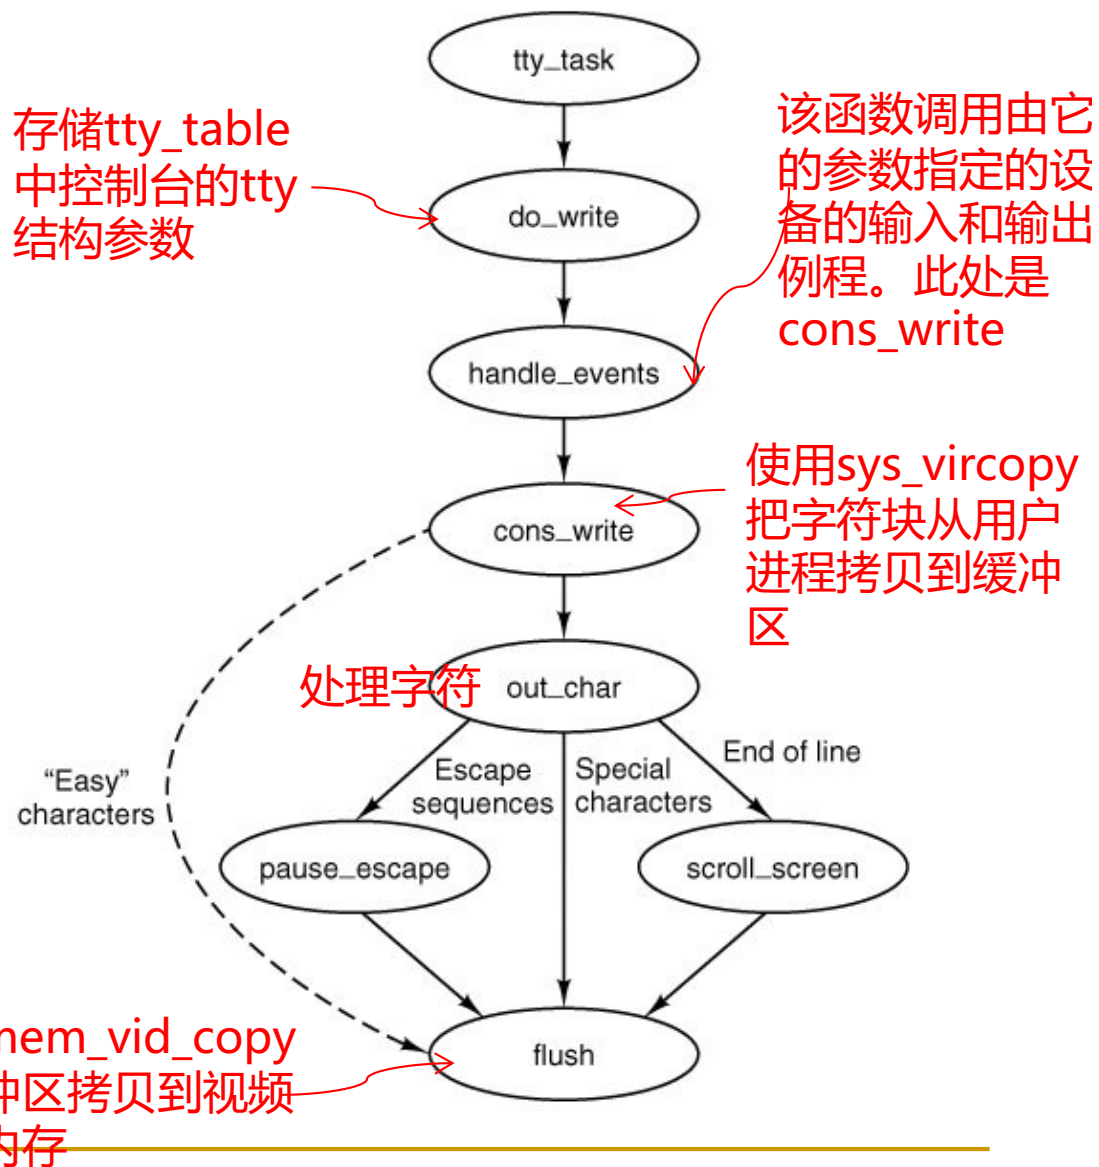 tty_task
存储tty_table
中控制台的tty
结构参数
该函数调用由它
的参数指定的设
备的输入和输出
例程。此处是
cons_write
do_write
handle_events
使用sys_vircopy
把字符块从用户
进程拷贝到缓冲
区
cons_write
处理字符
out_char
"Easy"
characters
Escape
sequences
Special
characters
End of line
pause_escape
scroll_screen
mem_vid_copy
冲区拷贝到视频
内存
flush